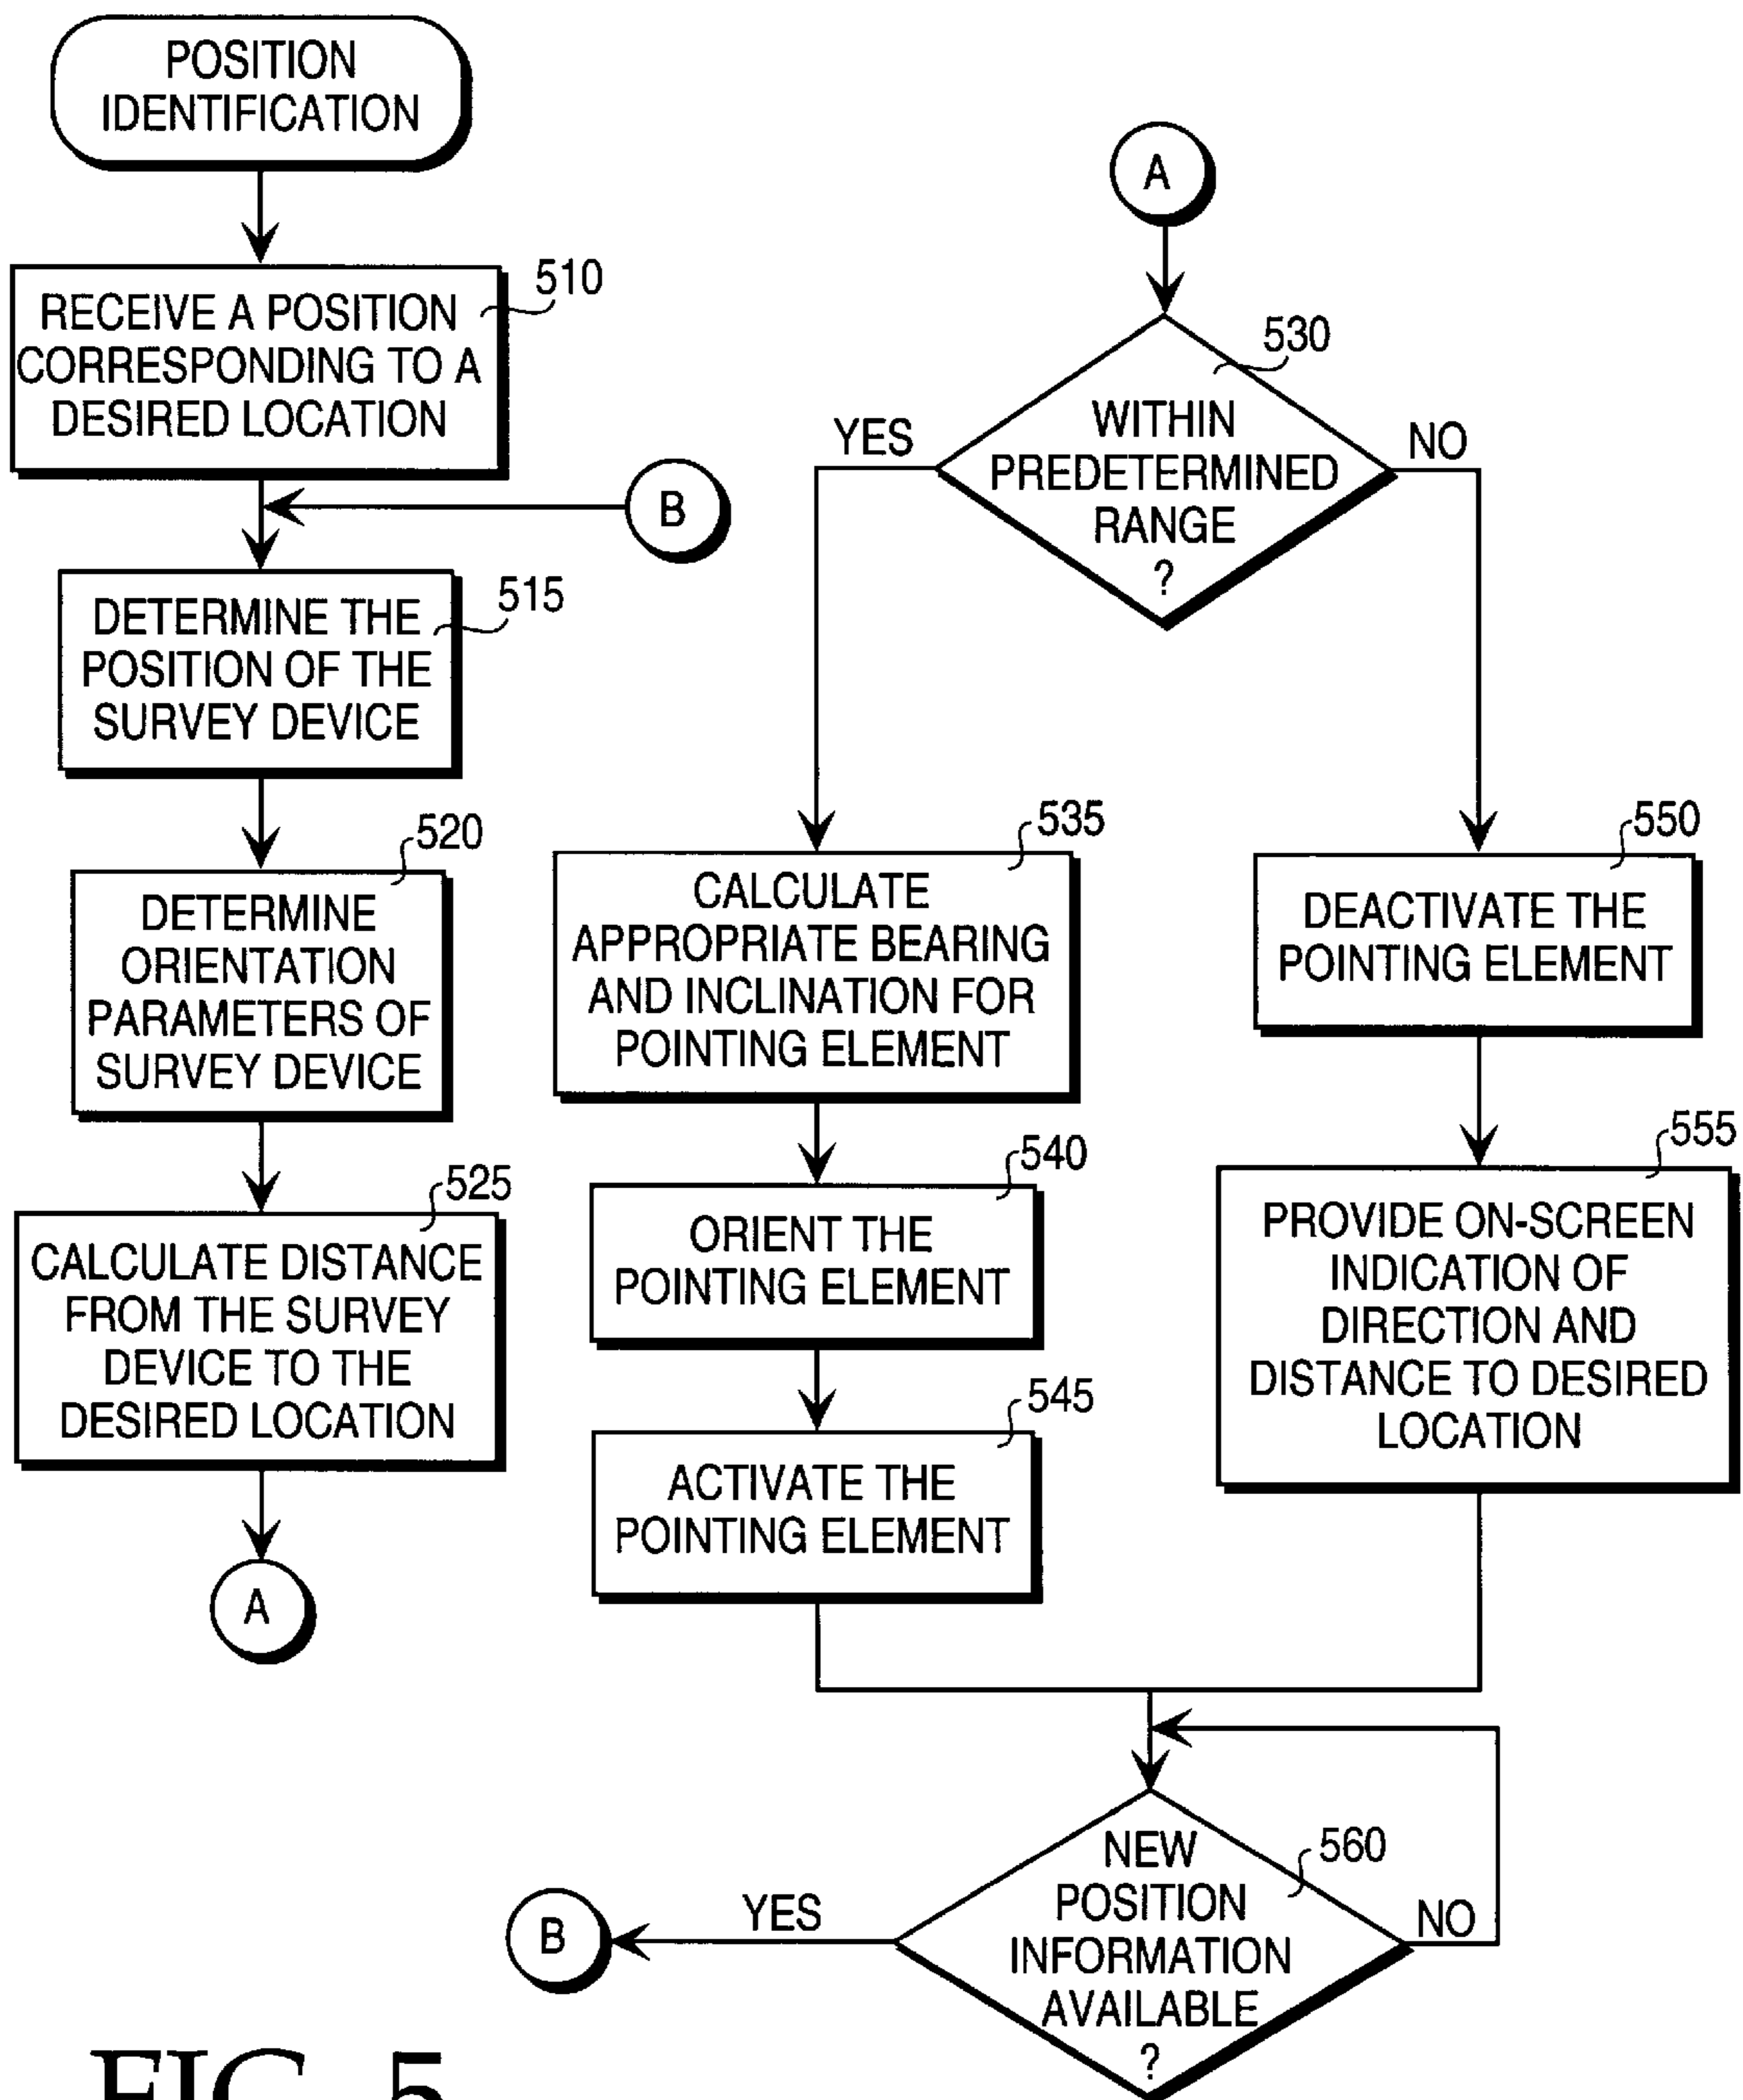 POSITION
IDENTIFICATION
510
RECEIVE A POSITION
CORRESPONDING TO A
DESIRED LOCATION
B
515
DETERMINE THE
POSITION OF THE
SURVEY DEVICE
520
DETERMINE
ORIENTATION
PARAMETERS OF
SURVEY DEVICE
525
CALCULATE DISTANCE
FROM THE SURVEY
DEVICE TO THE
DESIRED LOCATION
A
A
530
WITHIN
PREDETERMINED
RANGE
?
YES
NO
535
CALCULATE
APPROPRIATE BEARING
AND INCLINATION FOR
POINTING ELEMENT
540
ORIENT THE
POINTING ELEMENT
545
ACTIVATE THE
POINTING ELEMENT
550
DEACTIVATE THE
POINTING ELEMENT
555
PROVIDE ON-SCREEN
INDICATION OF
DIRECTION AND
DISTANCE TO DESIRED
LOCATION
560
NEW
POSITION
INFORMATION
AVAILABLE
?
YES
NO
B
FIG. 5